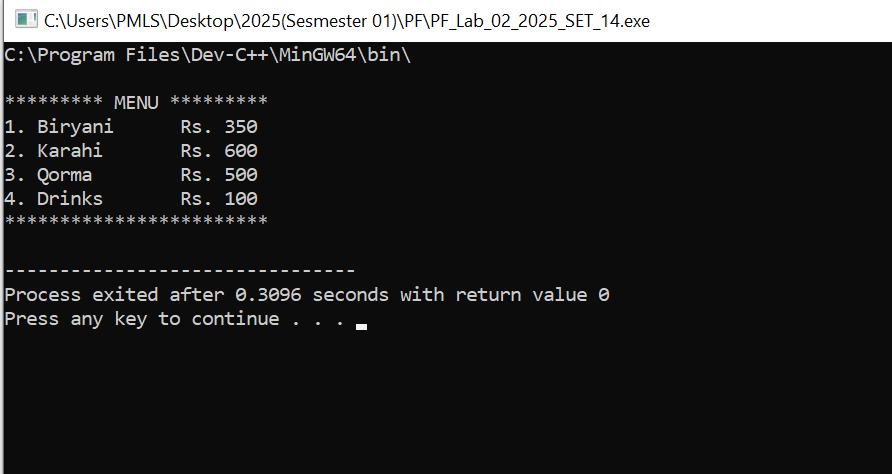 C:\Users\PMLS\Desktop\2025(Sesmester 01)\PF\PF_Lab_02_2025_SET_14.exe
C:\Program Files\Dev-C++\MinGW64\bin\
********* MENU *********
1. Biryani      Rs. 350
2. Karahi       Rs. 600
3. Qorma        Rs. 500
4. Drinks       Rs. 100
************************
--------------------------------
Process exited after 0.3096 seconds with return value 0
Press any key to continue . . .